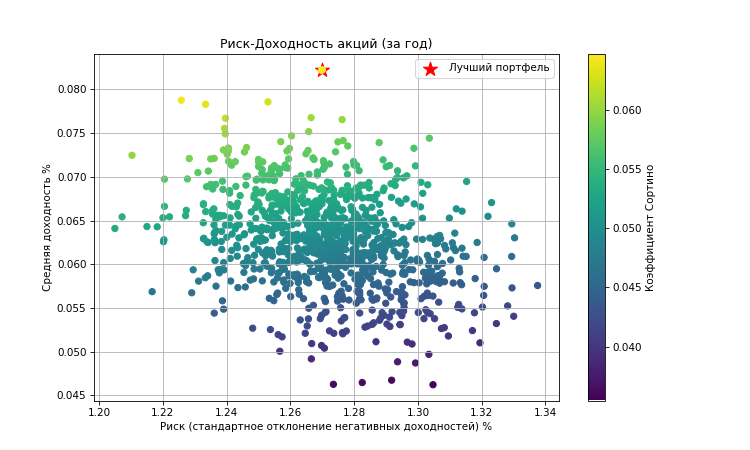 Риск-Доходность акций (за год)
Лучший портфель
Средняя доходность %
0.080
0.075
0.070
0.065
0.060
0.055
0.050
0.045
1.20 1.22 1.24 1.26 1.28 1.30 1.32 1.34
Риск (стандартное отклонение негативных доходностей) %
0.060
0.055
0.050
0.045
0.040
Коэффициент Сортино